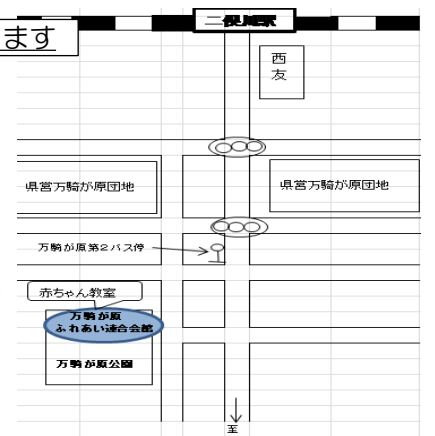 二俣川駅
ます
西
友
県営万騎が原団地
県営万騎が原団地
万騎が原第2バス停
赤ちゃん教室
万騎が原
ふれあい連合会館
万騎が原公園
至